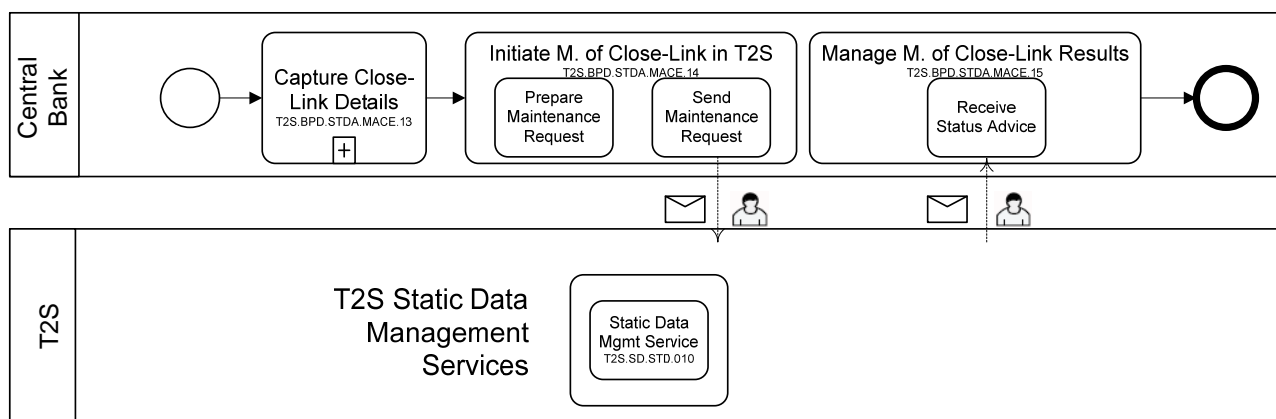 Central
Bank
Capture Close-
Link Details
T2S.BPD.STDA.MACE.13
Initiate M. of Close-Link in T2S
T2S.BPD.STDA.MACE.14
Prepare
Maintenance
Request
Send
Maintenance
Request
Manage M. of Close-Link Results
T2S.BPD.STDA.MACE.15
Receive
Status Advice
T2S
T2S Static Data
Management
Services
Static Data
Mgmt Service
T2S.SD.STD.010